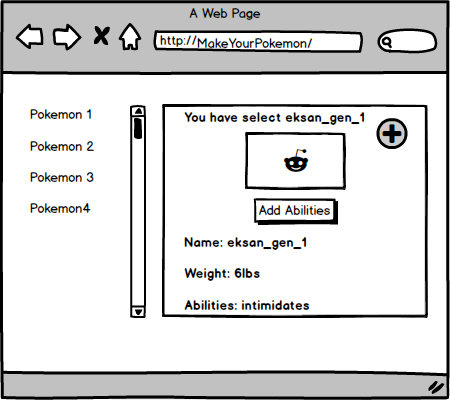 A Web Page
http://MakeYourPokemon/
Pokemon 1
Pokemon 2
Pokemon 3
Pokemon4
You have select eksan_gen_1
Add Abilities
Name: eksan_gen_1
Weight: 6lbs
Abilities: intimidates